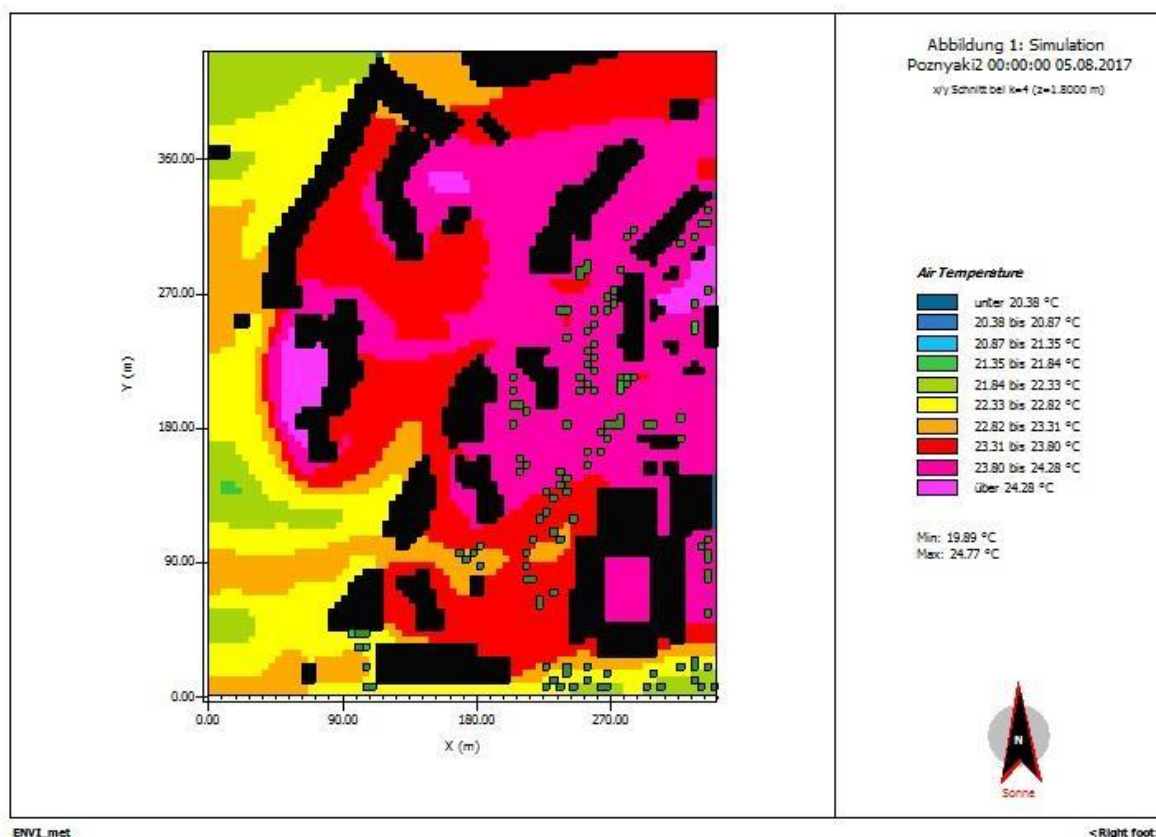 Abbildung 1: Simulation
Poznyaki2 00:00:00 05.08.2017
x/y Schnitt bei k=4 (z=1.8000 m)
360.00
270.00
Y (m)
180.00
90.00
0.00
0.00
90.00
180.00
270.00
X (m)
Air Temperature
unter 20.38 °C
20.38 bis 20.87 °C
20.87 bis 21.35 °C
21.35 bis 21.84 °C
21.84 bis 22.33 °C
22.33 bis 22.82 °C
22.82 bis 23.31 °C
23.31 bis 23.80 °C
23.80 bis 24.28 °C
über 24.28 °C
Min: 19.89 °C
Max: 24.77 °C
N
Sonne
ENVI_met
<Right foot